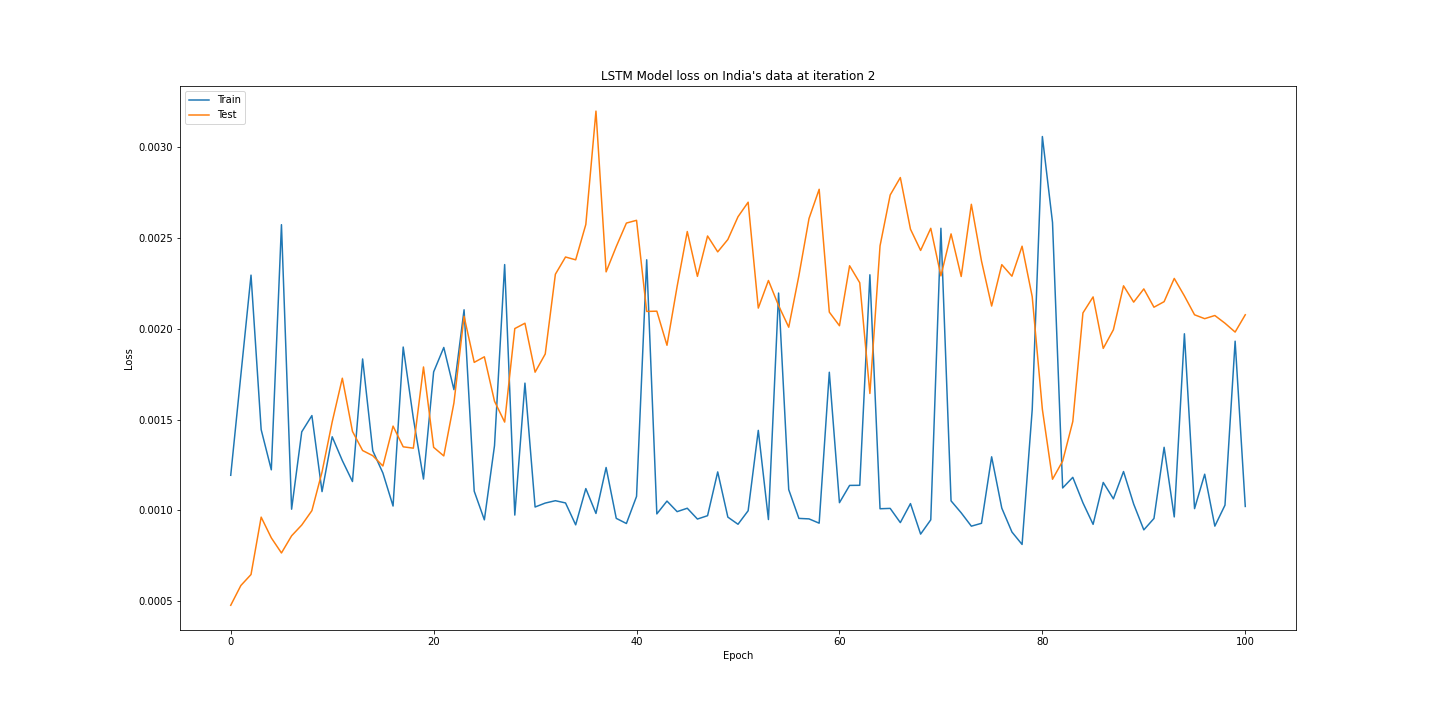 LSTM Model loss on India's data at iteration 2
Train
Test
0.0030
0.0025
0.0020
0.0015
0.0010
0.0005
Loss
0 20 40 60 80 100
Epoch